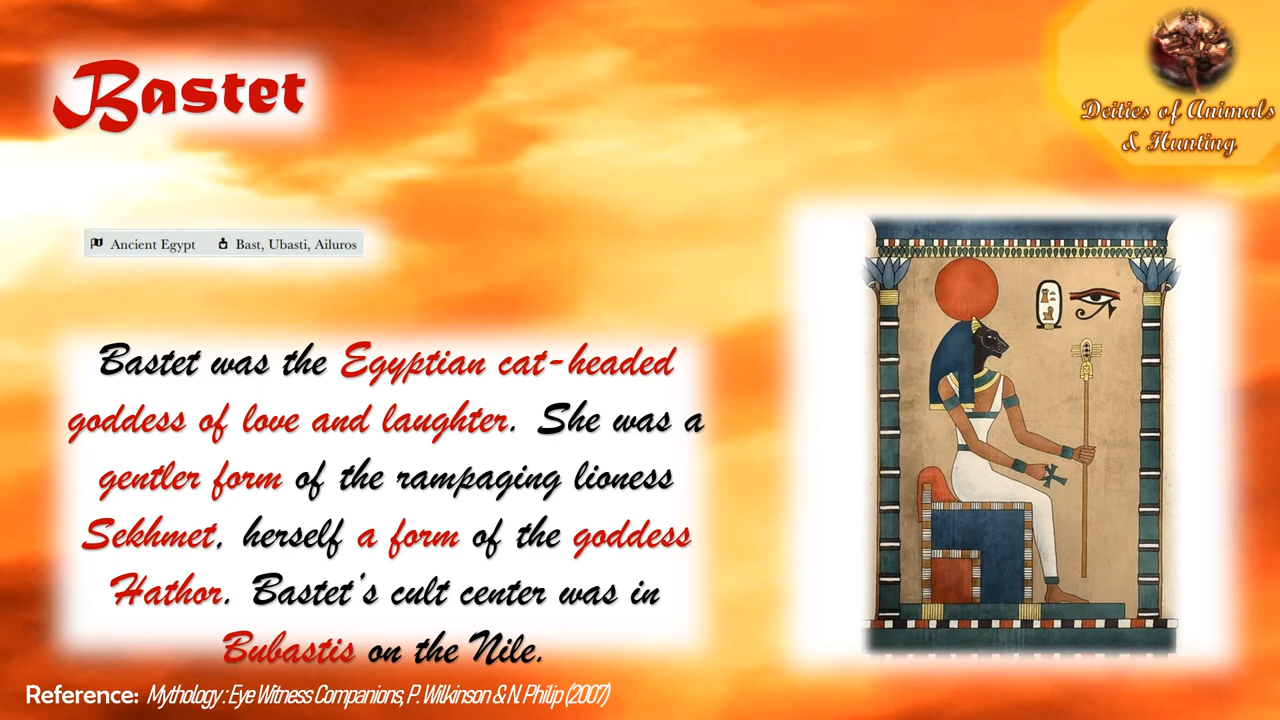 Bastet
Deities of Animals
& Hunting
Ancient Egypt Bast, Ubasti, Ailuros
Bastet was the Egyptian cat-headed
goddess of love and laughter. She was a
gentler form of the rampaging lioness
Sekhmet, herself a form of the goddess
Hathor. Bastet's cult center was in
Bubastis on the Nile.
Reference: Mythology : Eye Witness Companions, P. Wilkinson & N. Philip (2007)